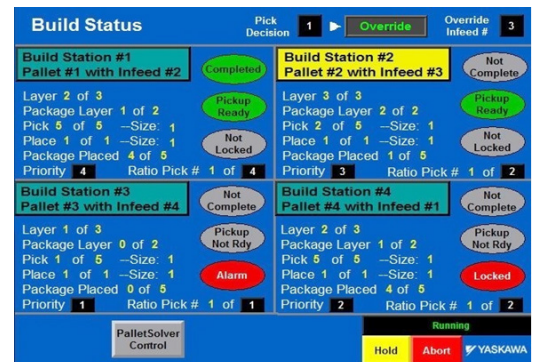 Build Status
Pick Decision 1 Override Override Infeed # 3
Build Station #1
Pallet #1 with Infeed #2
Completed
Layer 2 of 3
Package Layer 1 of 2
Pickup Ready
Pick 5 of 5 --Size: 1
Place 1 of 1 --Size: 1
Not Locked
Package Placed 4 of 5
Priority 4 Ratio Pick # 1 of 4
Build Station #2
Pallet #2 with Infeed #3
Not Complete
Layer 3 of 3
Package Layer 2 of 2
Pickup Ready
Pick 2 of 5 --Size: 1
Place 1 of 1 --Size: 1
Not Locked
Package Placed 1 of 5
Priority 3 Ratio Pick # 1 of 2
Build Station #3
Pallet #3 with Infeed #4
Not Complete
Layer 1 of 3
Package Layer 0 of 2
Pickup Not Rdy
Pick 1 of 5 --Size: 1
Place 1 of 1 --Size: 1
Alarm
Package Placed 0 of 5
Priority 1 Ratio Pick # 1 of 1
Build Station #4
Pallet #4 with Infeed #1
Not Complete
Layer 1 of 3
Package Layer 1 of 2
Pickup Not Rdy
Pick 5 of 5 --Size: 1
Place 1 of 1 --Size: 1
Locked
Package Placed 4 of 5
Priority 2 Ratio Pick # 1 of 2
PalletSolver Control
Running
Hold Abort YASKAWA